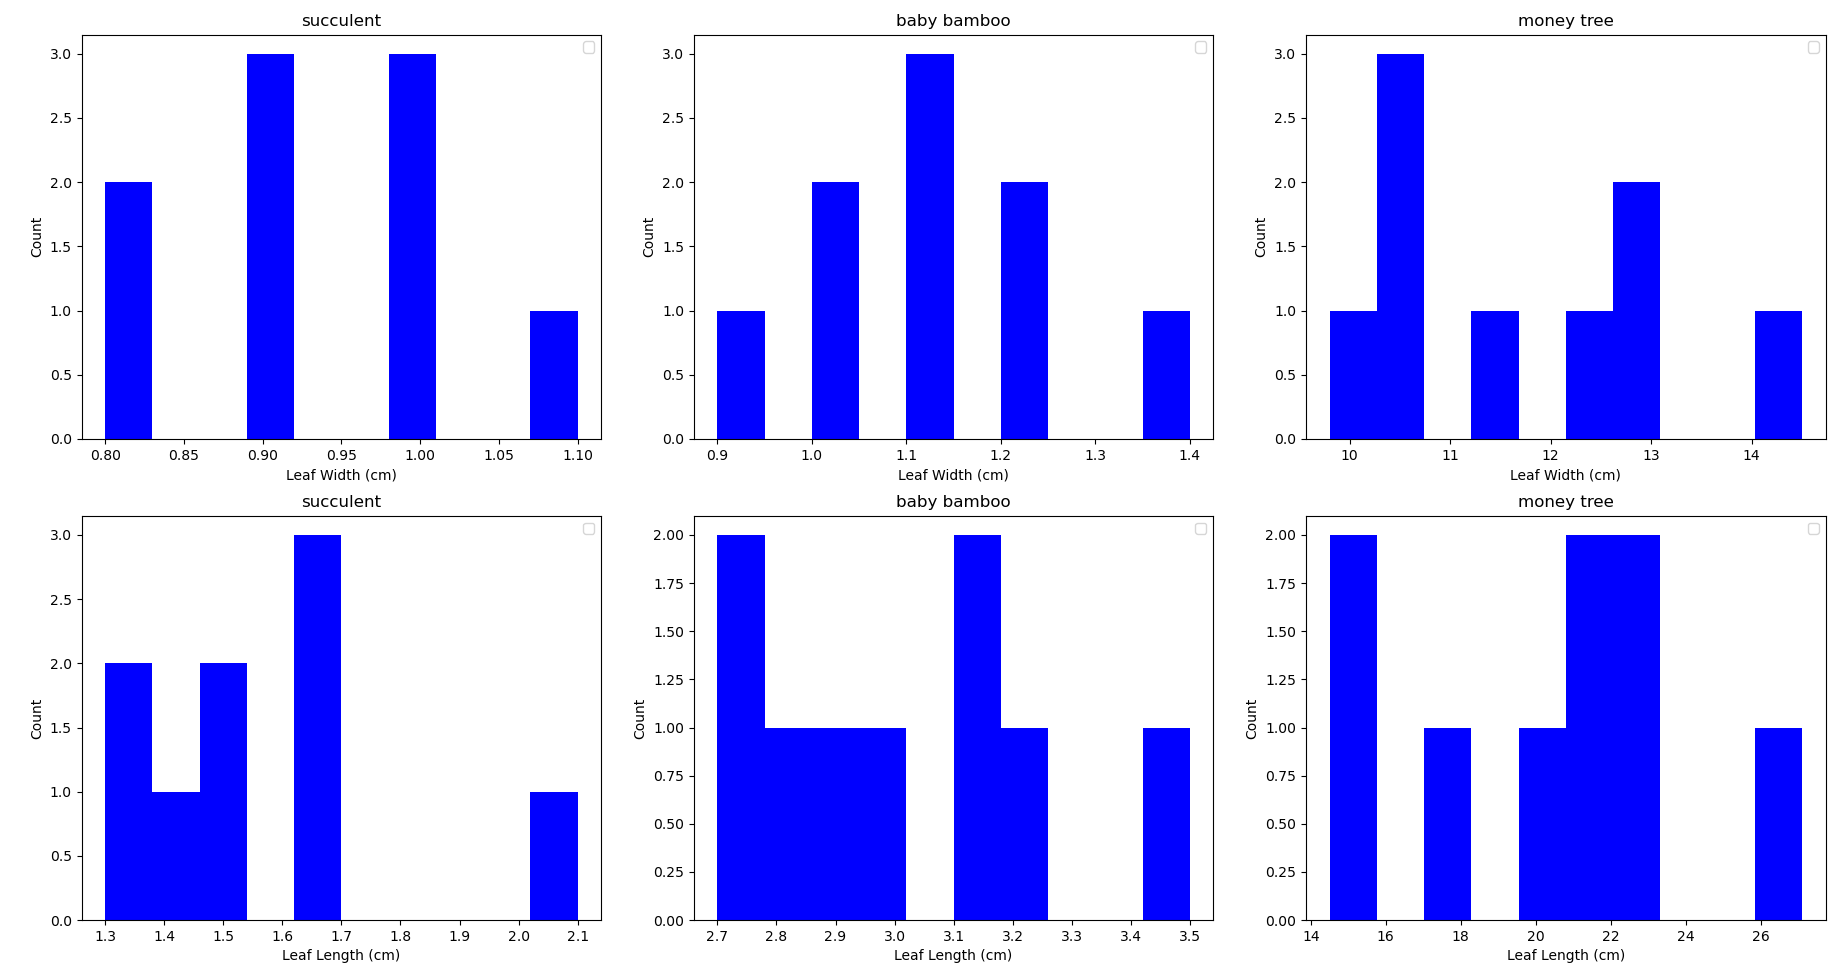 succulent
3.0
2.5
2.0
1.5
1.0
0.5
0.0
Count
0.80 0.85 0.90 0.95 1.00 1.05 1.10
Leaf Width (cm)
baby bamboo
3.0
2.5
2.0
1.5
1.0
0.5
0.0
Count
0.9 1.0 1.1 1.2 1.3 1.4
Leaf Width (cm)
money tree
3.0
2.5
2.0
1.5
1.0
0.5
0.0
Count
10 11 12 13 14
Leaf Width (cm)
succulent
3.0
2.5
2.0
1.5
1.0
0.5
0.0
Count
1.3 1.4 1.5 1.6 1.7 1.8 1.9 2.0 2.1
Leaf Length (cm)
baby bamboo
2.00
1.75
1.50
1.25
1.00
0.75
0.50
0.25
0.00
Count
2.7 2.8 2.9 3.0 3.1 3.2 3.3 3.4 3.5
Leaf Length (cm)
money tree
2.00
1.75
1.50
1.25
1.00
0.75
0.50
0.25
0.00
Count
14 16 18 20 22 24 26
Leaf Length (cm)